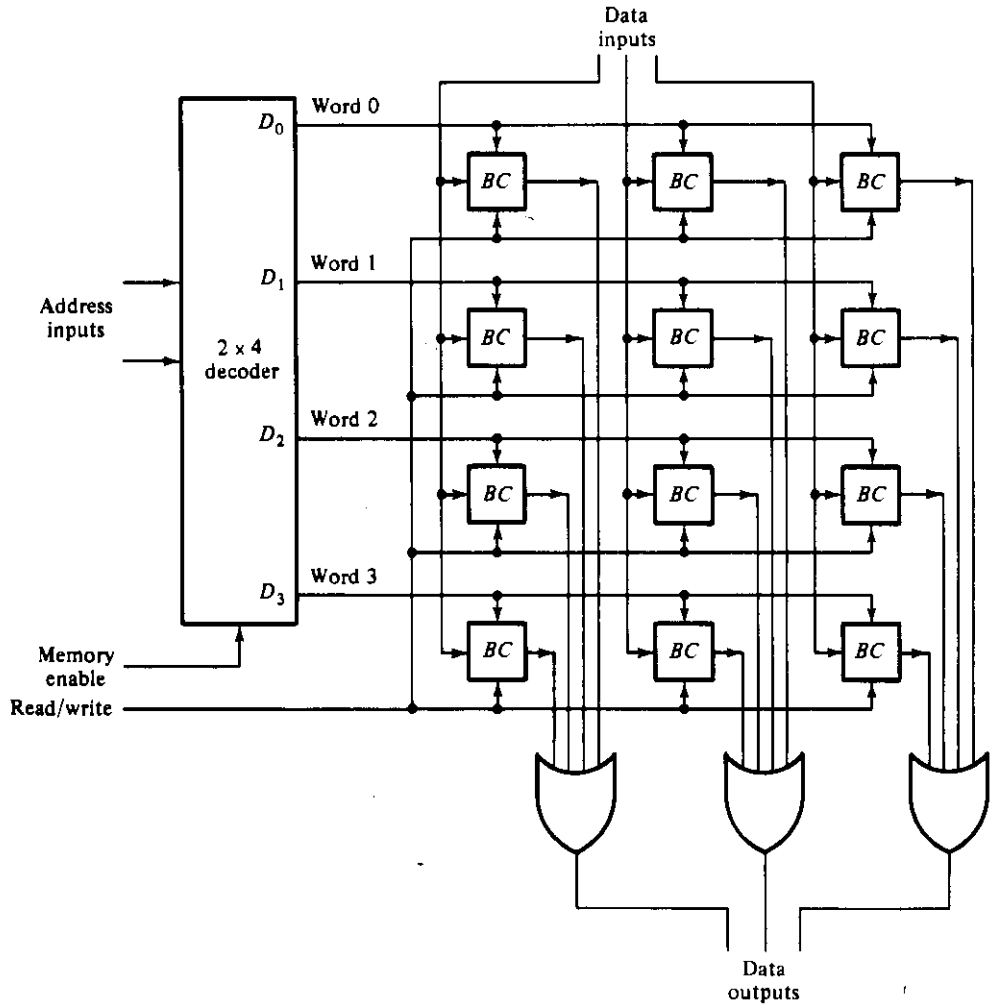 Data
inputs
Word 0
D0
BC BC BC
Word 1
D1
Address
inputs
BC BC BC
2 × 4
decoder
Word 2
D2
BC BC BC
Word 3
D3
BC BC BC
Memory
enable
Read/write
Data
outputs